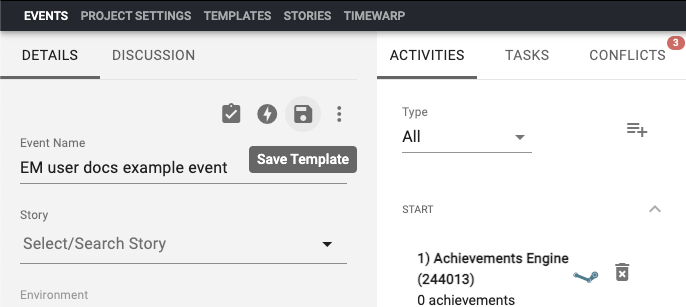 EVENTS PROJECT SETTINGS TEMPLATES STORIES TIMEWARP
DETAILS DISCUSSION
ACTIVITIES TASKS CONFLICTS 3
Event Name
EM user docs example event
Save Template
Story
Select/Search Story
Environment
Type
All
START
1) Achievements Engine
(244013)
0 achievements